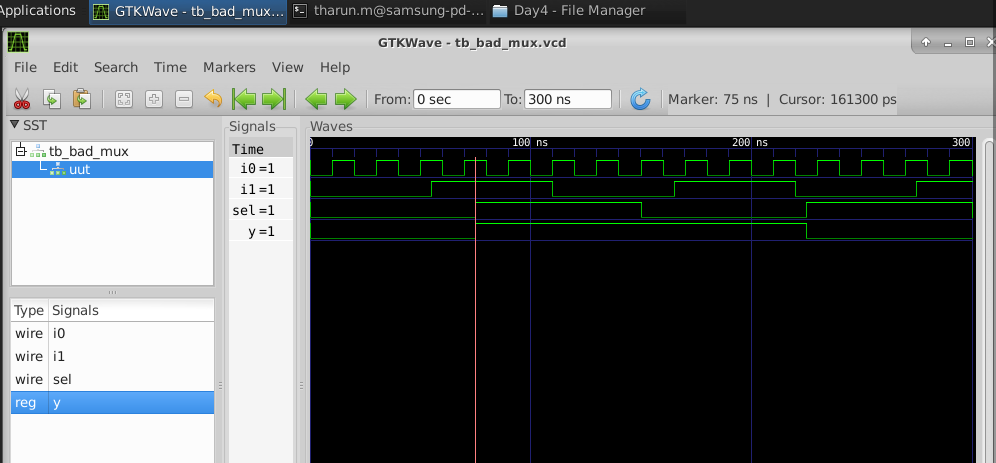 Applications GTKWave - tb_bad_mux... tharun.m@samsung-pd-... Day4 - File Manager
GTKWave - tb_bad_mux.vcd
File Edit Search Time Markers View Help
From: 0 sec To: 300 ns Marker: 75 ns | Cursor: 161300 ps
SST
Signals
Waves
tb_bad_mux
uut
Time
0 100 ns 200 ns 300
i0=1
i1=1
sel=1
y=1
Type Signals
wire i0
wire i1
wire sel
reg y